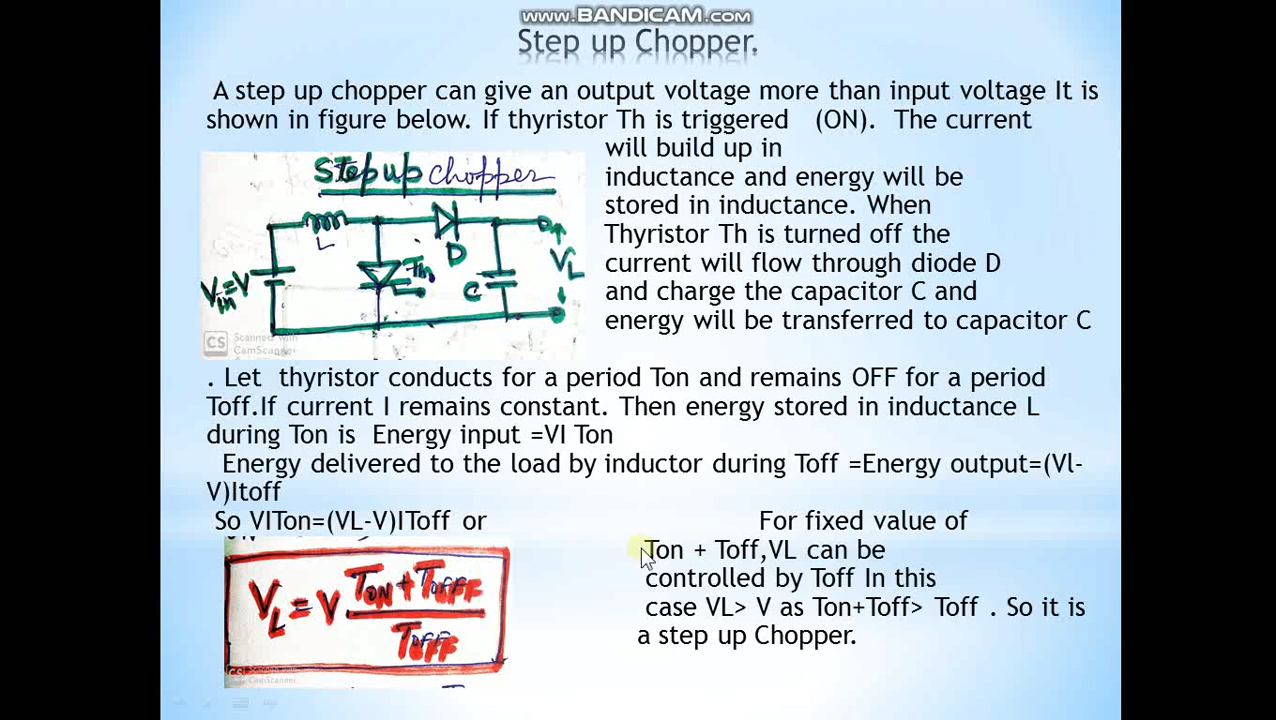 www.BANDICAM.com
Step up Chopper.
A step up chopper can give an output voltage more than input voltage It is
shown in figure below. If thyristor Th is triggered (ON). The current
will build up in
inductance and energy will be
stored in inductance. When
Thyristor Th is turned off the
current will flow through diode D
and charge the capacitor C and
energy will be transferred to capacitor C
Step up chopper
L
D
Th
Vin=V
C
VL
CS Scanned with
CamScanner
. Let thyristor conducts for a period Ton and remains OFF for a period
Toff.If current I remains constant. Then energy stored in inductance L
during Ton is Energy input =VI Ton
Energy delivered to the load by inductor during Toff =Energy output=(Vl-
V)Itoff
So VITon=(VL-V)IToff or
For fixed value of
Ton + Toff,VL can be
controlled by Toff In this
case VL> V as Ton+Toff> Toff . So it is
a step up Chopper.
VL = V TON+TOFF
TOFF
CamScanner